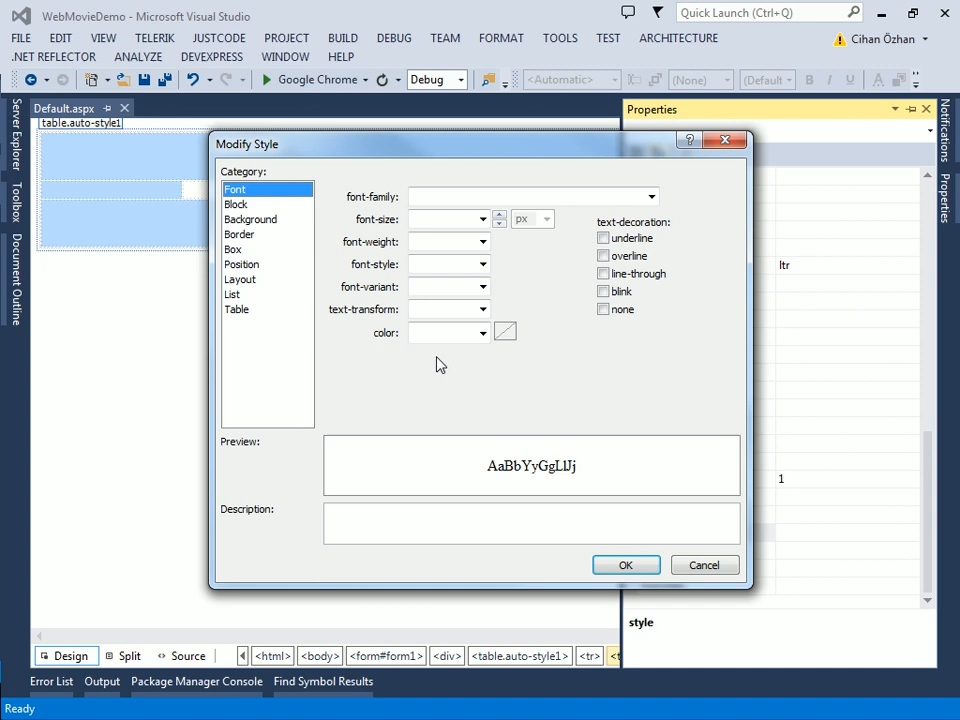 WebMovieDemo - Microsoft Visual Studio
Quick Launch (Ctrl+Q)
FILE EDIT VIEW TELERIK JUSTCODE PROJECT BUILD DEBUG TEAM FORMAT TOOLS TEST ARCHITECTURE
Cihan Özhan
.NET REFLECTOR ANALYZE DEVEXPRESS WINDOW HELP
Google Chrome
Debug
<Automatic>
(None)
(Default
B I U A
Server Explorer
Toolbox
Document Outline
Default.aspx
table.auto-style1
Properties
Notifications
Properties
ltr
1
style
Modify Style
?
Category:
Font
Block
Background
Border
Box
Position
Layout
List
Table
font-family:
font-size:
px
font-weight:
font-style:
font-variant:
text-transform:
color:
text-decoration:
underline
overline
line-through
blink
none
Preview:
AaBbYyGgLlJj
Description:
OK
Cancel
Design Split Source <html> <body> <form#form1> <div> <table.auto-style1> <tr> <t
Error List Output Package Manager Console Find Symbol Results
Ready